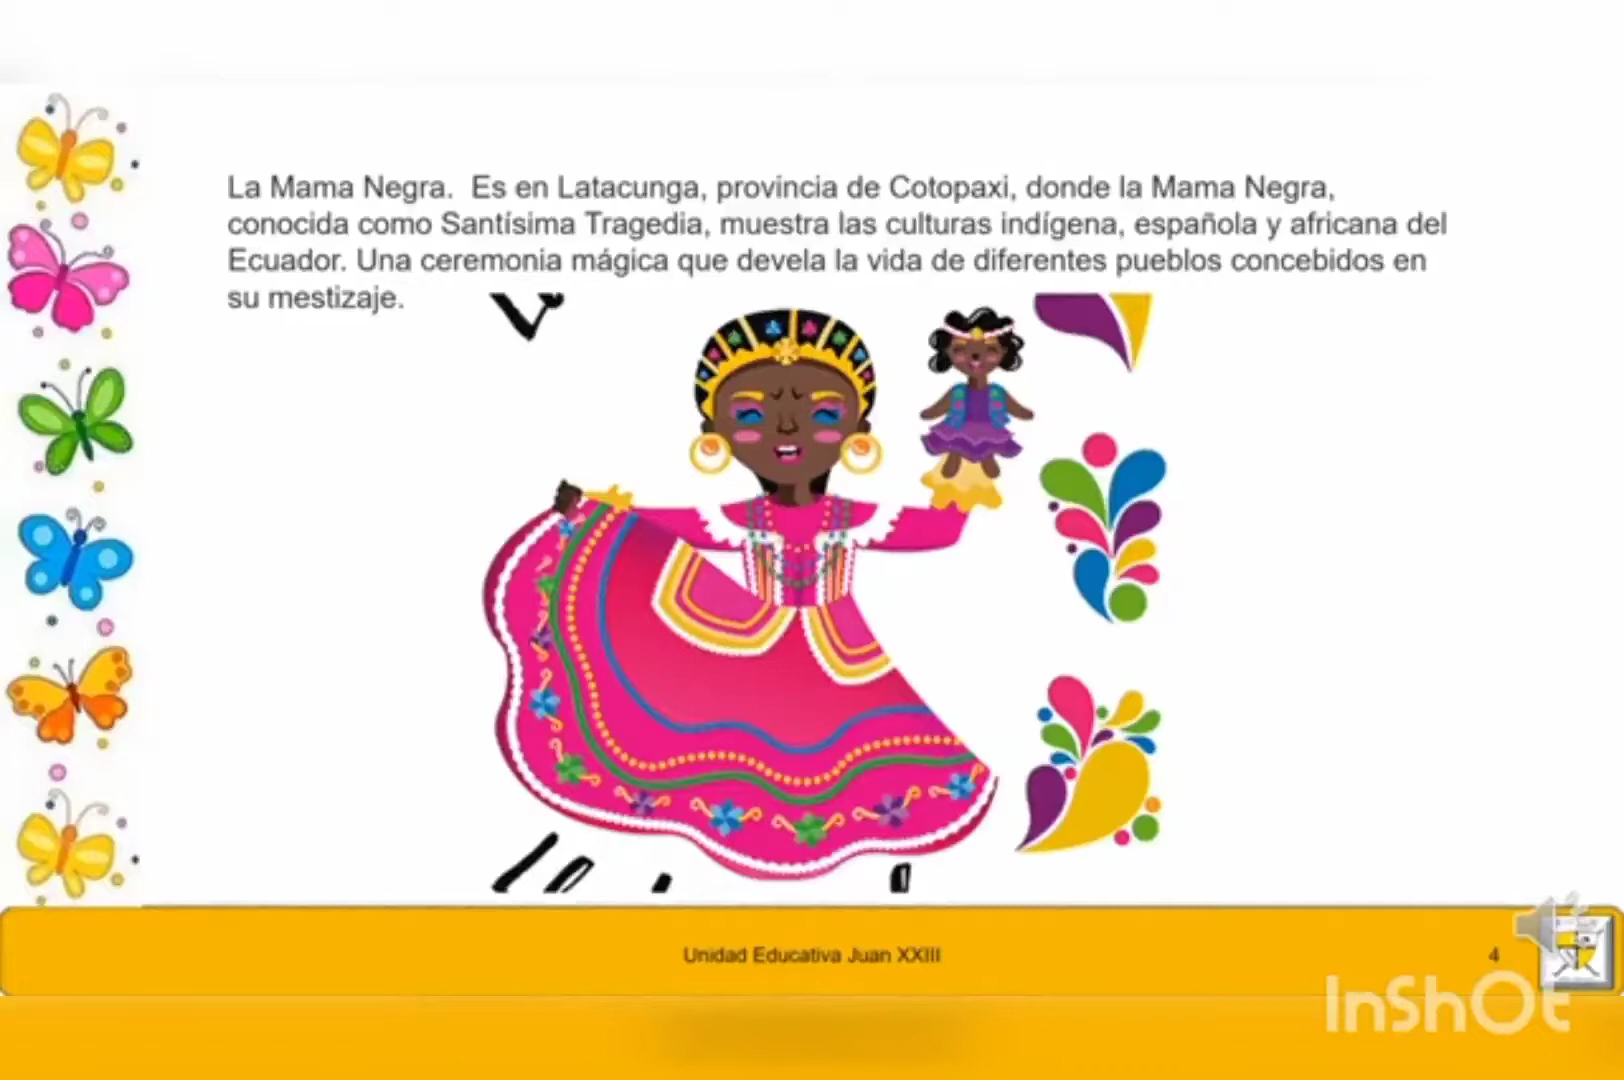 La Mama Negra.  Es en Latacunga, provincia de Cotopaxi, donde la Mama Negra,
conocida como Santísima Tragedia, muestra las culturas indígena, española y africana del
Ecuador. Una ceremonia mágica que devela la vida de diferentes pueblos concebidos en
su mestizaje.
Unidad Educativa Juan XXIII
4
InShOt